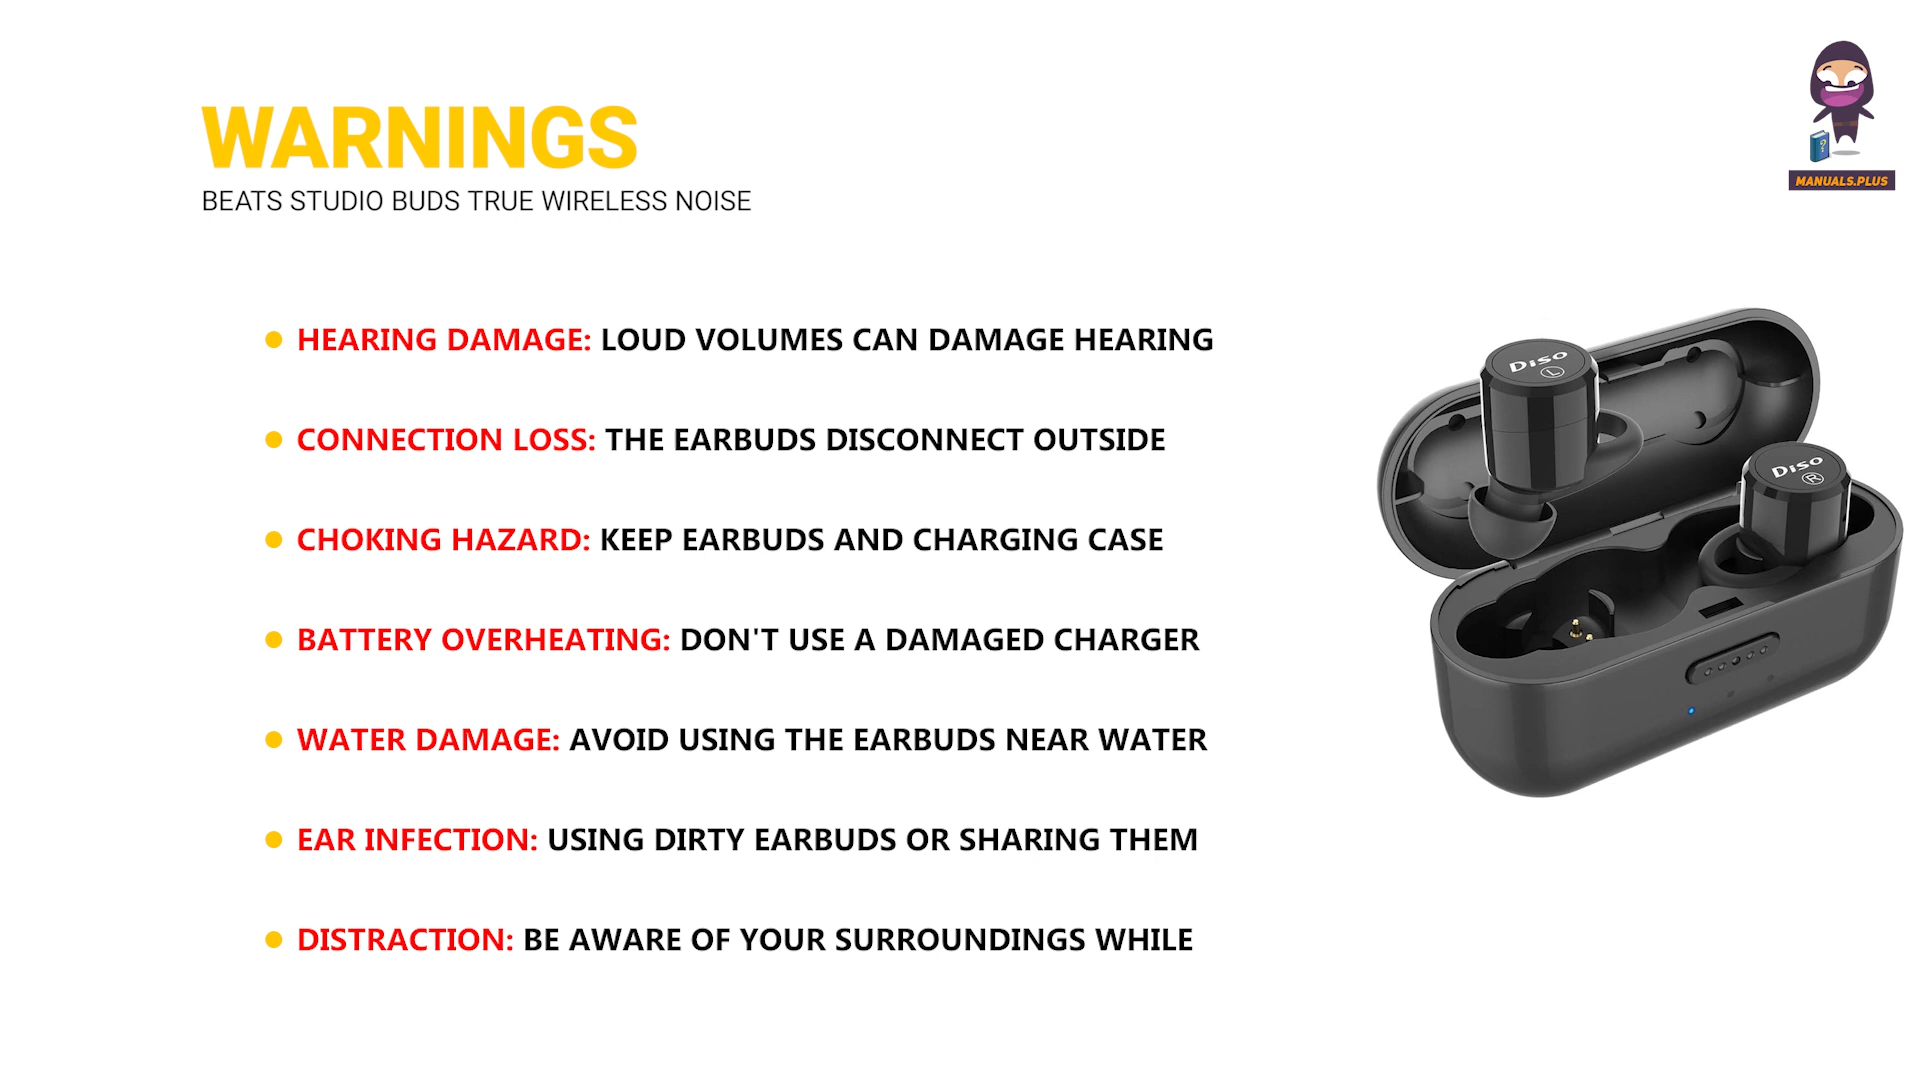 WARNINGS
BEATS STUDIO BUDS TRUE WIRELESS NOISE
HEARING DAMAGE: LOUD VOLUMES CAN DAMAGE HEARING
CONNECTION LOSS: THE EARBUDS DISCONNECT OUTSIDE
CHOKING HAZARD: KEEP EARBUDS AND CHARGING CASE
BATTERY OVERHEATING: DON'T USE A DAMAGED CHARGER
WATER DAMAGE: AVOID USING THE EARBUDS NEAR WATER
EAR INFECTION: USING DIRTY EARBUDS OR SHARING THEM
DISTRACTION: BE AWARE OF YOUR SURROUNDINGS WHILE
?
MANUALS.PLUS
Diso
L
Diso
R